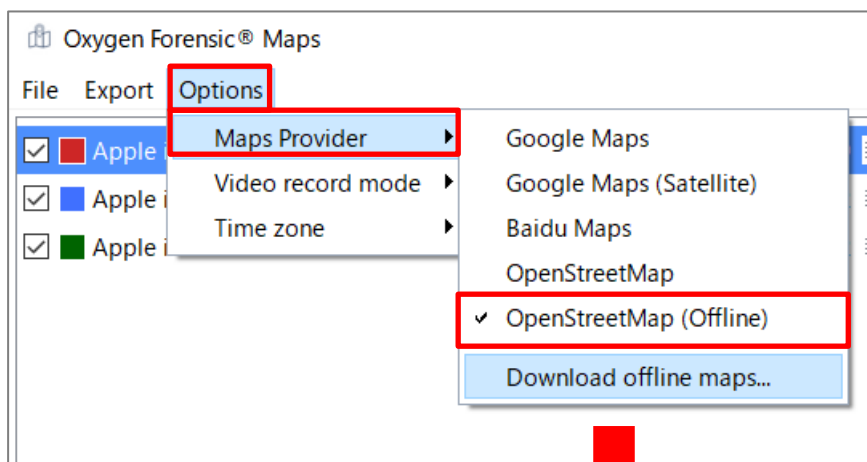 Oxygen Forensic® Maps
File Export Options
Apple i
Apple i
Apple i
Maps Provider
Video record mode
Time zone
Google Maps
Google Maps (Satellite)
Baidu Maps
OpenStreetMap
OpenStreetMap (Offline)
Download offline maps...